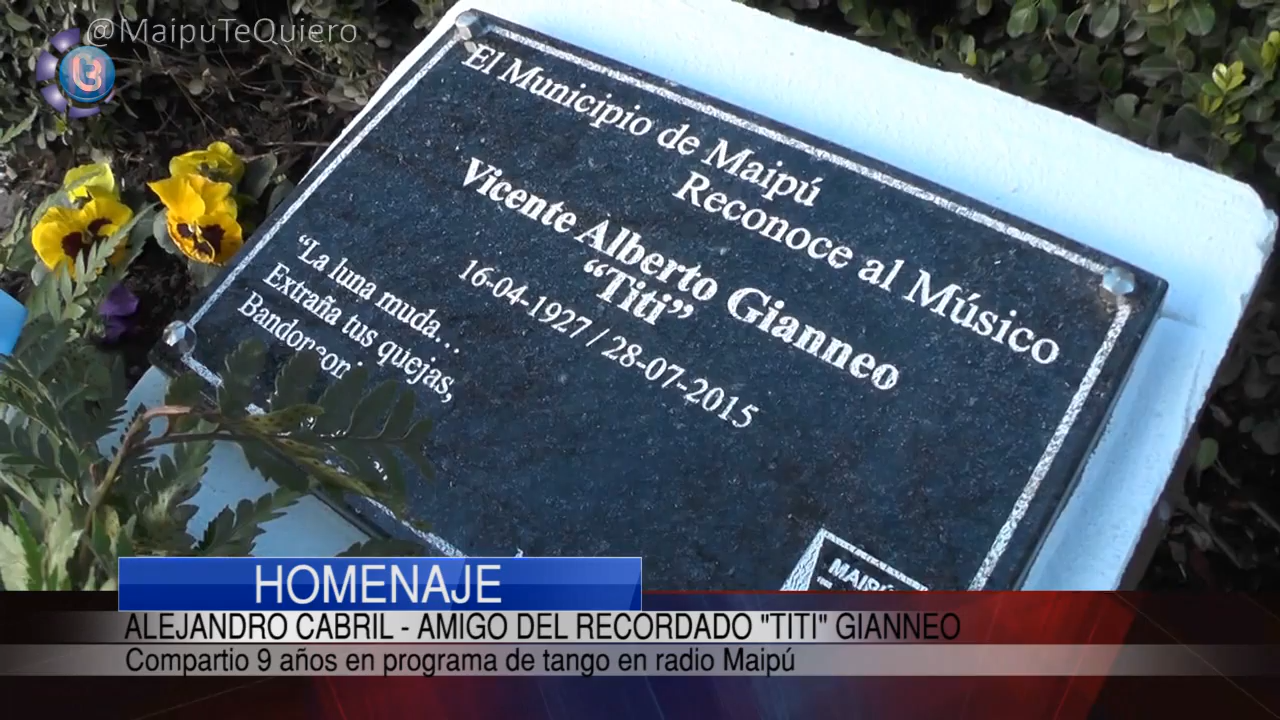 @MaipuTeQuiero
El Municipio de Maipú
Reconoce al Músico
Vicente Alberto Gianneo
“Titi”
16-04-1927 / 28-07-2015
“La luna muda...
Extraña tus quejas,
MAIPÚ
HOMENAJE
ALEJANDRO CABRIL - AMIGO DEL RECORDADO "TITI" GIANNEO
Compartio 9 años en programa de tango en radio Maipú